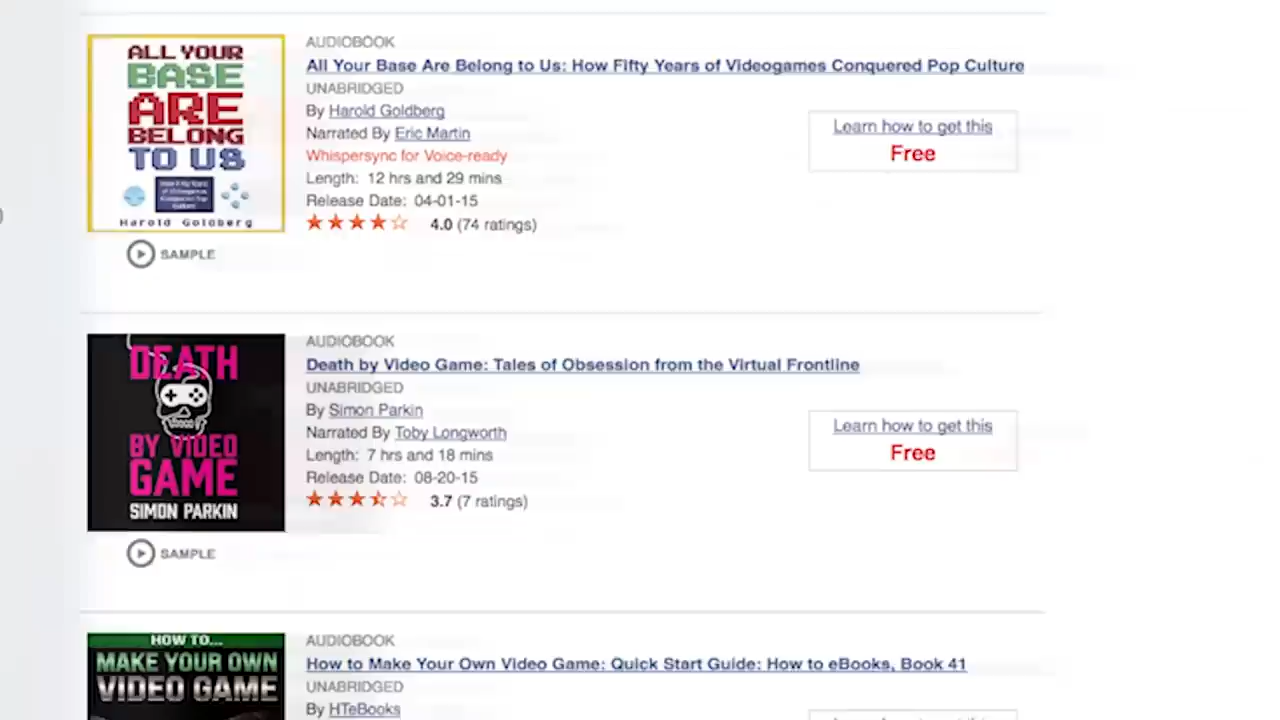 ALL YOUR
BASE
ARE
BELONG
TO US
Harold Goldberg
SAMPLE
AUDIOBOOK
All Your Base Are Belong to Us: How Fifty Years of Videogames Conquered Pop Culture
UNABRIDGED
By Harold Goldberg
Narrated By Eric Martin
Whispersync for Voice-ready
Length: 12 hrs and 29 mins
Release Date: 04-01-15
4.0 (74 ratings)
Learn how to get this
Free
DEATH
BY VIDEO
GAME
SIMON PARKIN
SAMPLE
AUDIOBOOK
Death by Video Game: Tales of Obsession from the Virtual Frontline
UNABRIDGED
By Simon Parkin
Narrated By Toby Longworth
Length: 7 hrs and 18 mins
Release Date: 08-20-15
3.7 (7 ratings)
Learn how to get this
Free
HOW TO...
MAKE YOUR OWN
VIDEO GAME
AUDIOBOOK
How to Make Your Own Video Game: Quick Start Guide: How to eBooks, Book 41
UNABRIDGED
By HTeBooks